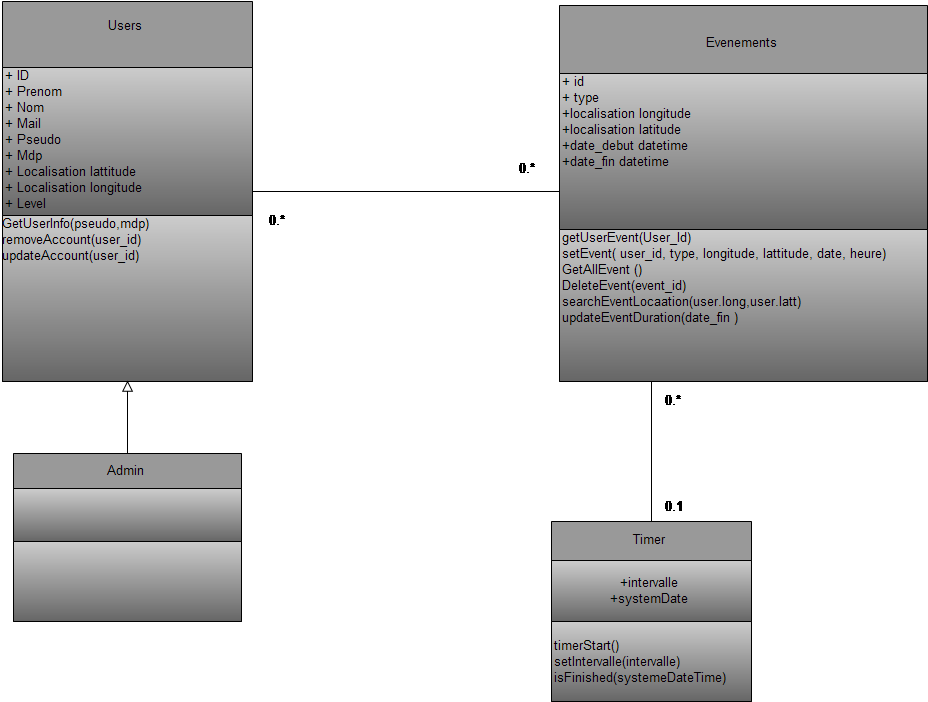 Users
+ ID
+ Prenom
+ Nom
+ Mail
+ Pseudo
+ Mdp
+ Localisation lattitude
+ Localisation longitude
+ Level
GetUserInfo(pseudo,mdp)
removeAccount(user_id)
updateAccount(user_id)
0.*
0.*
Evenements
+ id
+ type
+localisation longitude
+localisation latitude
+date_debut datetime
+date_fin datetime
getUserEvent(User_Id)
setEvent( user_id, type, longitude, lattitude, date, heure)
GetAllEvent ()
DeleteEvent(event_id)
searchEventLocaation(user.long,user.latt)
updateEventDuration(date_fin )
0.*
0.1
Admin
Timer
+intervalle
+systemDate
timerStart()
setIntervalle(intervalle)
isFinished(systemeDateTime)